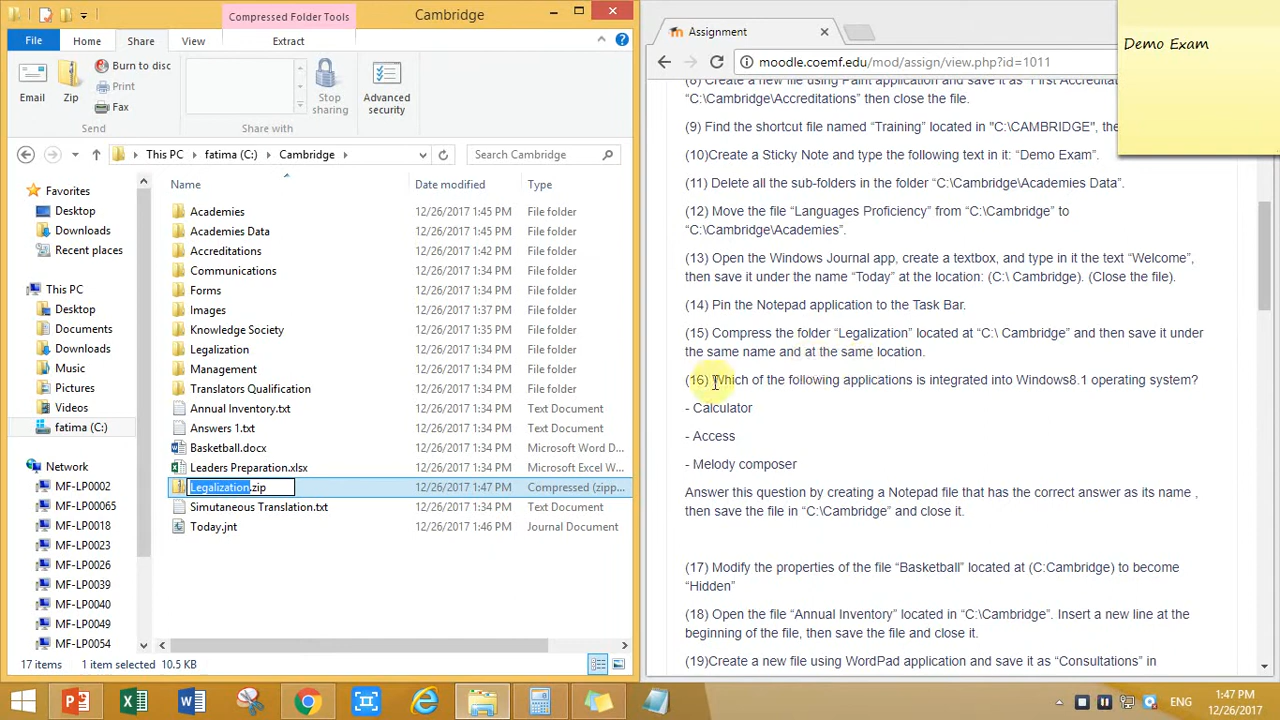 Compressed Folder Tools
Cambridge
File
Home
Share
View
Extract
Email
Zip
Burn to disc
Print
Fax
Stop sharing
Advanced security
Send
Share with
This PC
fatima (C:)
Cambridge
Search Cambridge
Favorites
Desktop
Downloads
Recent places
This PC
Desktop
Documents
Downloads
Music
Pictures
Videos
fatima (C:)
Network
MF-LP0002
MF-LP00065
MF-LP0018
MF-LP0023
MF-LP0026
MF-LP0039
MF-LP0040
MF-LP0049
MF-LP0054
Name Date modified Type
Academies 12/26/2017 1:45 PM File folder
Academies Data 12/26/2017 1:45 PM File folder
Accreditations 12/26/2017 1:42 PM File folder
Communications 12/26/2017 1:34 PM File folder
Forms 12/26/2017 1:34 PM File folder
Images 12/26/2017 1:37 PM File folder
Knowledge Society 12/26/2017 1:34 PM File folder
Legalization 12/26/2017 1:34 PM File folder
Management 12/26/2017 1:34 PM File folder
Translators Qualification 12/26/2017 1:34 PM File folder
Annual Inventory.txt 12/26/2017 1:34 PM Text Document
Answers 1.txt 12/26/2017 1:34 PM Text Document
Basketball.docx 12/26/2017 1:34 PM Microsoft Word D...
Leaders Preparation.xlsx 12/26/2017 1:34 PM Microsoft Excel W...
Legalization.zip 12/26/2017 1:47 PM Compressed (zipp...
Simutaneous Translation.txt 12/26/2017 1:34 PM Text Document
Today.jnt 12/26/2017 1:46 PM Journal Document
17 items 1 item selected 10.5 KB
Assignment
moodle.coemf.edu/mod/assign/view.php?id=1011
Demo Exam
(8) Create a new file using Paint application and save it as “First Accredita
“C:\Cambridge\Accreditations” then close the file.
(9) Find the shortcut file named “Training” located in "C:\CAMBRIDGE", the
(10)Create a Sticky Note and type the following text in it: “Demo Exam”.
(11) Delete all the sub-folders in the folder “C:\Cambridge\Academies Data”.
(12) Move the file “Languages Proficiency” from “C:\Cambridge” to
“C:\Cambridge\Academies”.
(13) Open the Windows Journal app, create a textbox, and type in it the text “Welcome”,
then save it under the name “Today” at the location: (C:\ Cambridge). (Close the file).
(14) Pin the Notepad application to the Task Bar.
(15) Compress the folder “Legalization” located at “C:\ Cambridge” and then save it under
the same name and at the same location.
(16) Which of the following applications is integrated into Windows8.1 operating system?
- Calculator
- Access
- Melody composer
Answer this question by creating a Notepad file that has the correct answer as its name ,
then save the file in “C:\Cambridge” and close it.
(17) Modify the properties of the file “Basketball” located at (C:Cambridge) to become
“Hidden”
(18) Open the file “Annual Inventory” located in “C:\Cambridge”. Insert a new line at the
beginning of the file, then save the file and close it.
(19)Create a new file using WordPad application and save it as “Consultations” in
ENG
1:47 PM
12/26/2017